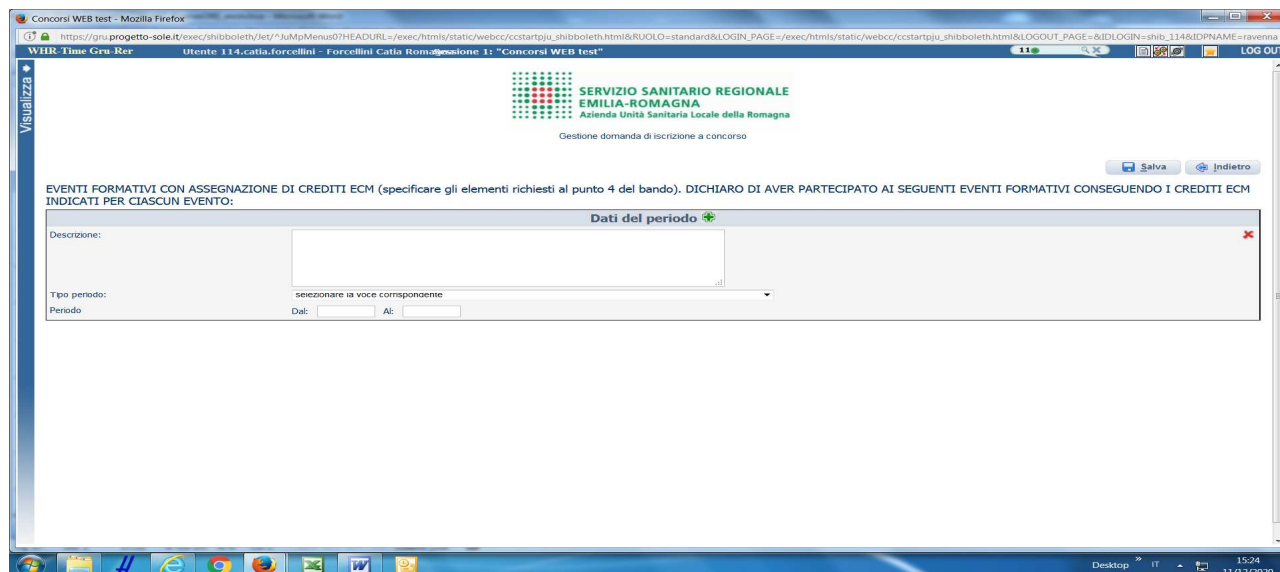 Concorsi WEB test - Mozilla Firefox
https://gru.progetto-sole.it/exec/shibboleth/Jet/^JuMpMenus0?HEADURL=/exec/htmls/static/webcc/ccstartpju_shibboleth.html&RUOLO=standard&LOGIN_PAGE=/exec/htmls/static/webcc/ccstartpju_shibboleth.html&LOGOUT_PAGE=&IDLOGIN=shib_114&IDPNAME=ravenna
WHR-Time Gru-Rer Utente 114.catia.forcellini - Forcellini Catia Romagna Sessione 1: "Concorsi WEB test" 11 LOG OUT
Visualizza
SERVIZIO SANITARIO REGIONALE
EMILIA-ROMAGNA
Azienda Unità Sanitaria Locale della Romagna
Gestione domanda di iscrizione a concorso
Salva Indietro
EVENTI FORMATIVI CON ASSEGNAZIONE DI CREDITI ECM (specificare gli elementi richiesti al punto 4 del bando). DICHIARO DI AVER PARTECIPATO AI SEGUENTI EVENTI FORMATIVI CONSEGUENDO I CREDITI ECM
INDICATI PER CIASCUN EVENTO:
Dati del periodo
Descrizione:
Tipo periodo: selezionare la voce corrispondente
Periodo Dal: Al:
Desktop » IT 15:24
11/12/2020